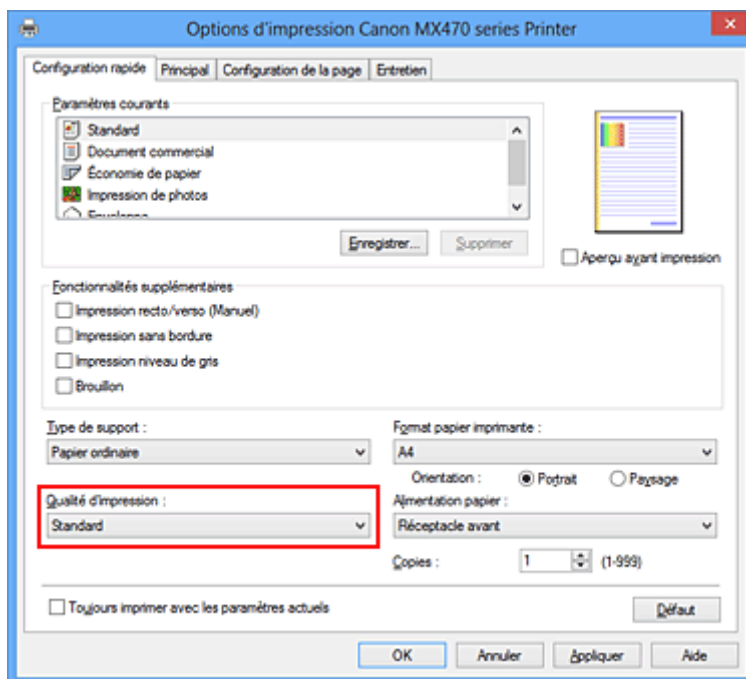 Options d'impression Canon MX470 series Printer
Configuration rapide Principal Configuration de la page Entretien
Paramètres courants
Standard
Document commercial
Économie de papier
Impression de photos
Enveloppe
Enregistrer... Supprimer
Aperçu avant impression
Fonctionnalités supplémentaires
Impression recto/verso (Manuel)
Impression sans bordure
Impression niveau de gris
Brouillon
Type de support :
Papier ordinaire
Format papier imprimante :
A4
Orientation : Portrait Paysage
Qualité d'impression :
Standard
Alimentation papier :
Réceptacle avant
Copies : 1 (1-999)
Toujours imprimer avec les paramètres actuels
Défaut
OK Annuler Appliquer Aide